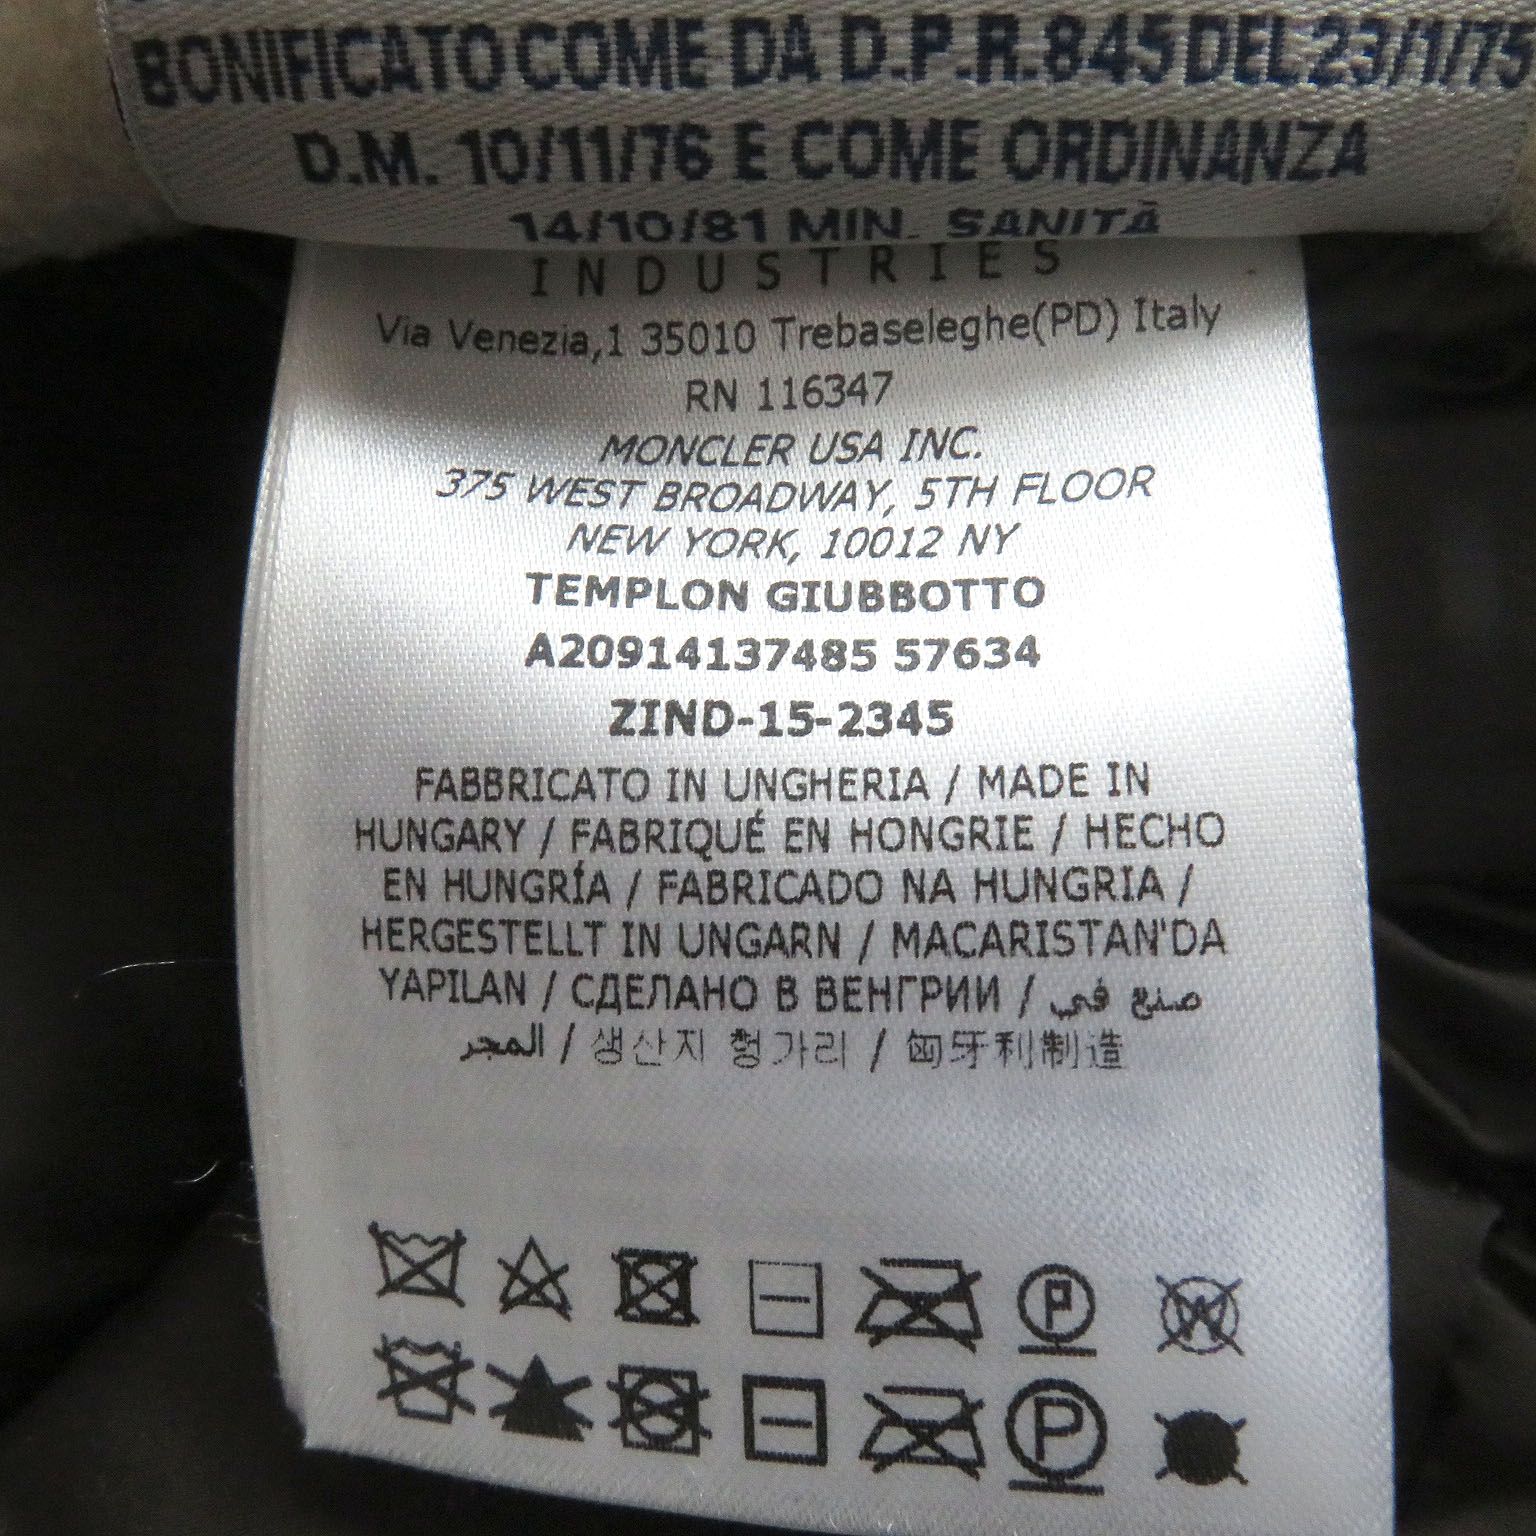 BONIFICATO COME DA D.P.R.845 DEL 23/1/75
D.M. 10/11/76 E COME ORDINANZA
14/10/81 MIN. SANITÀ
INDUSTRIES
Via Venezia,1 35010 Trebaseleghe(PD) Italy
RN 116347
MONCLER USA INC.
375 WEST BROADWAY, 5TH FLOOR
NEW YORK, 10012 NY
TEMPLON GIUBBOTTO
A20914137485 57634
ZIND-15-2345
FABBRICATO IN UNGHERIA / MADE IN
HUNGARY / FABRIQUÉ EN HONGRIE / HECHO
EN HUNGRÍA / FABRICADO NA HUNGRIA /
HERGESTELLT IN UNGARN / MACARISTAN'DA
YAPILAN / СДЕЛАНО В ВЕНГРИИ / صنع في
المجر / 생산지 헝가리 / 匈牙利制造
P W
P